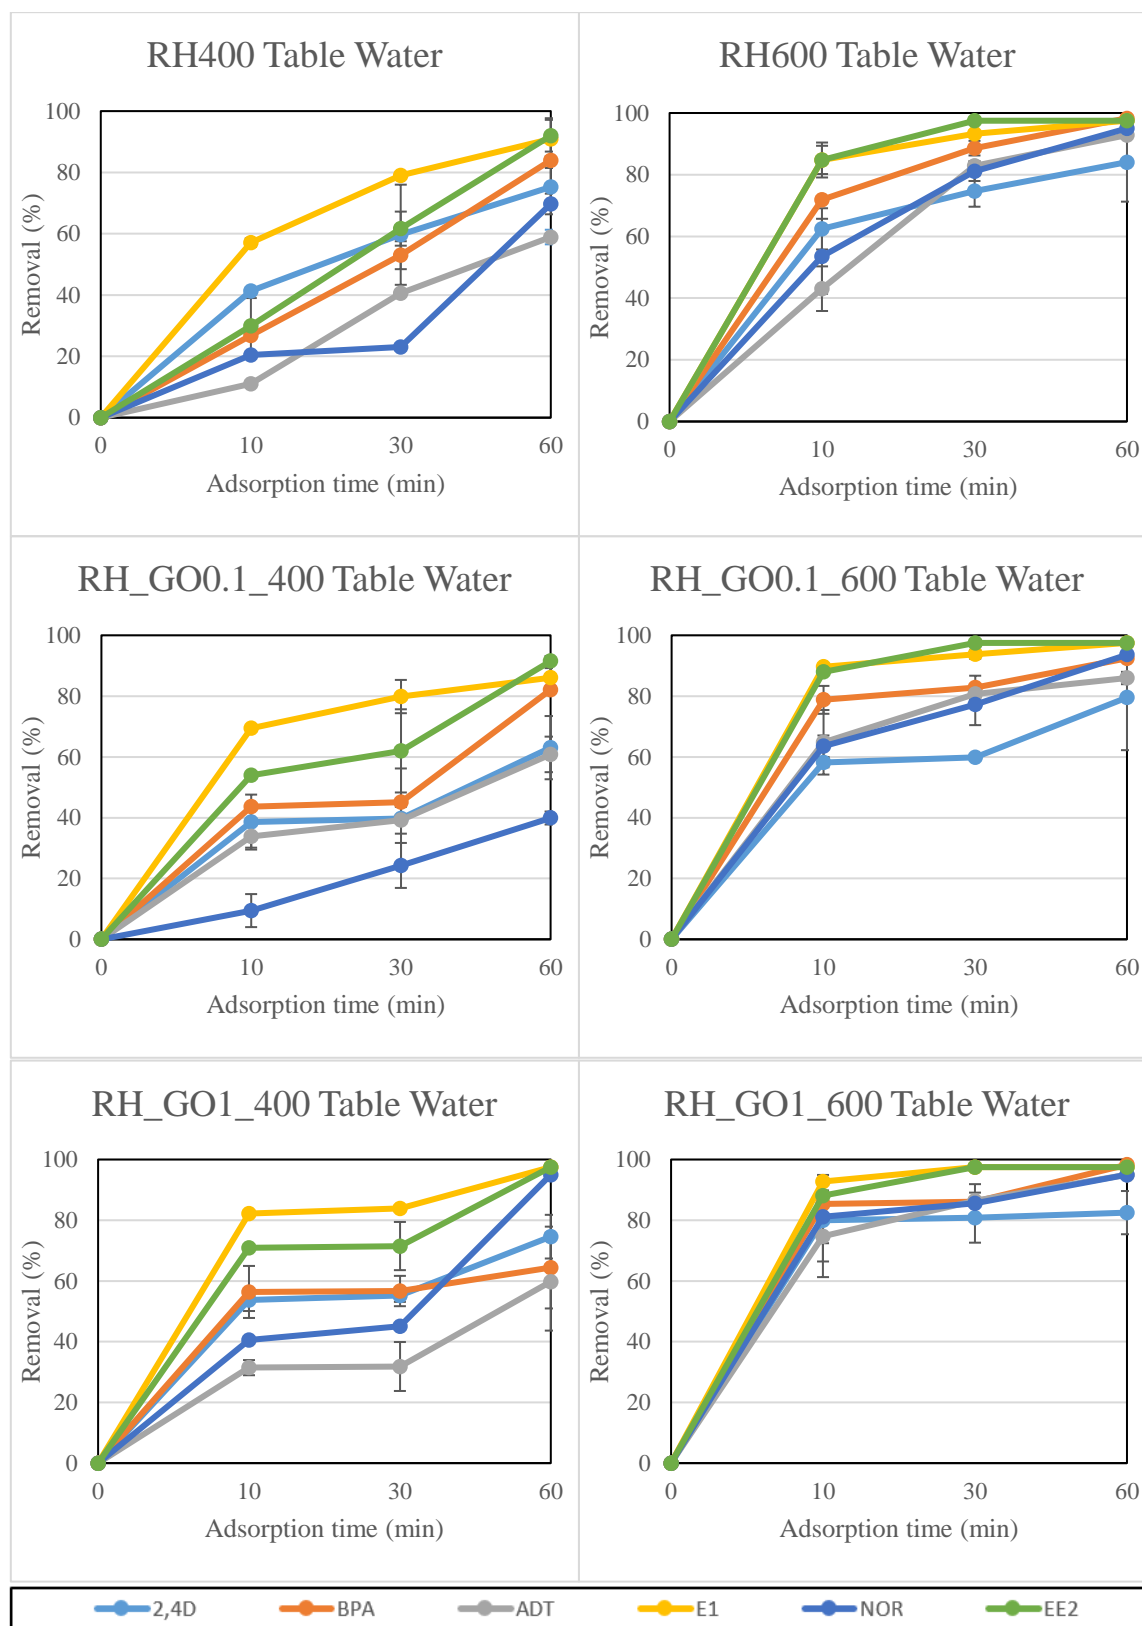 RH400 Table Water
100
80
60
40
20
0
Removal (%)
0 10 30 60
Adsorption time (min)
RH600 Table Water
100
80
60
40
20
0
Removal (%)
0 10 30 60
Adsorption time (min)
RH_GO0.1_400 Table Water
100
80
60
40
20
0
Removal (%)
0 10 30 60
Adsorption time (min)
RH_GO0.1_600 Table Water
100
80
60
40
20
0
Removal (%)
0 10 30 60
Adsorption time (min)
RH_GO1_400 Table Water
100
80
60
40
20
0
Removal (%)
0 10 30 60
Adsorption time (min)
RH_GO1_600 Table Water
100
80
60
40
20
0
Removal (%)
0 10 30 60
Adsorption time (min)
2,4D BPA ADT E1 NOR EE2